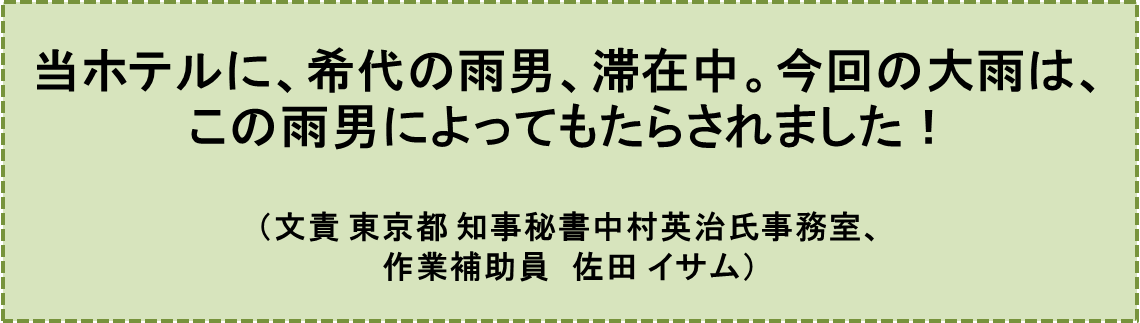 当ホテルに、希代の雨男、滞在中。今回の大雨は、
この雨男によってもたらされました！
（文責 東京都 知事秘書中村英治氏事務室、
作業補助員　佐田 イサム）